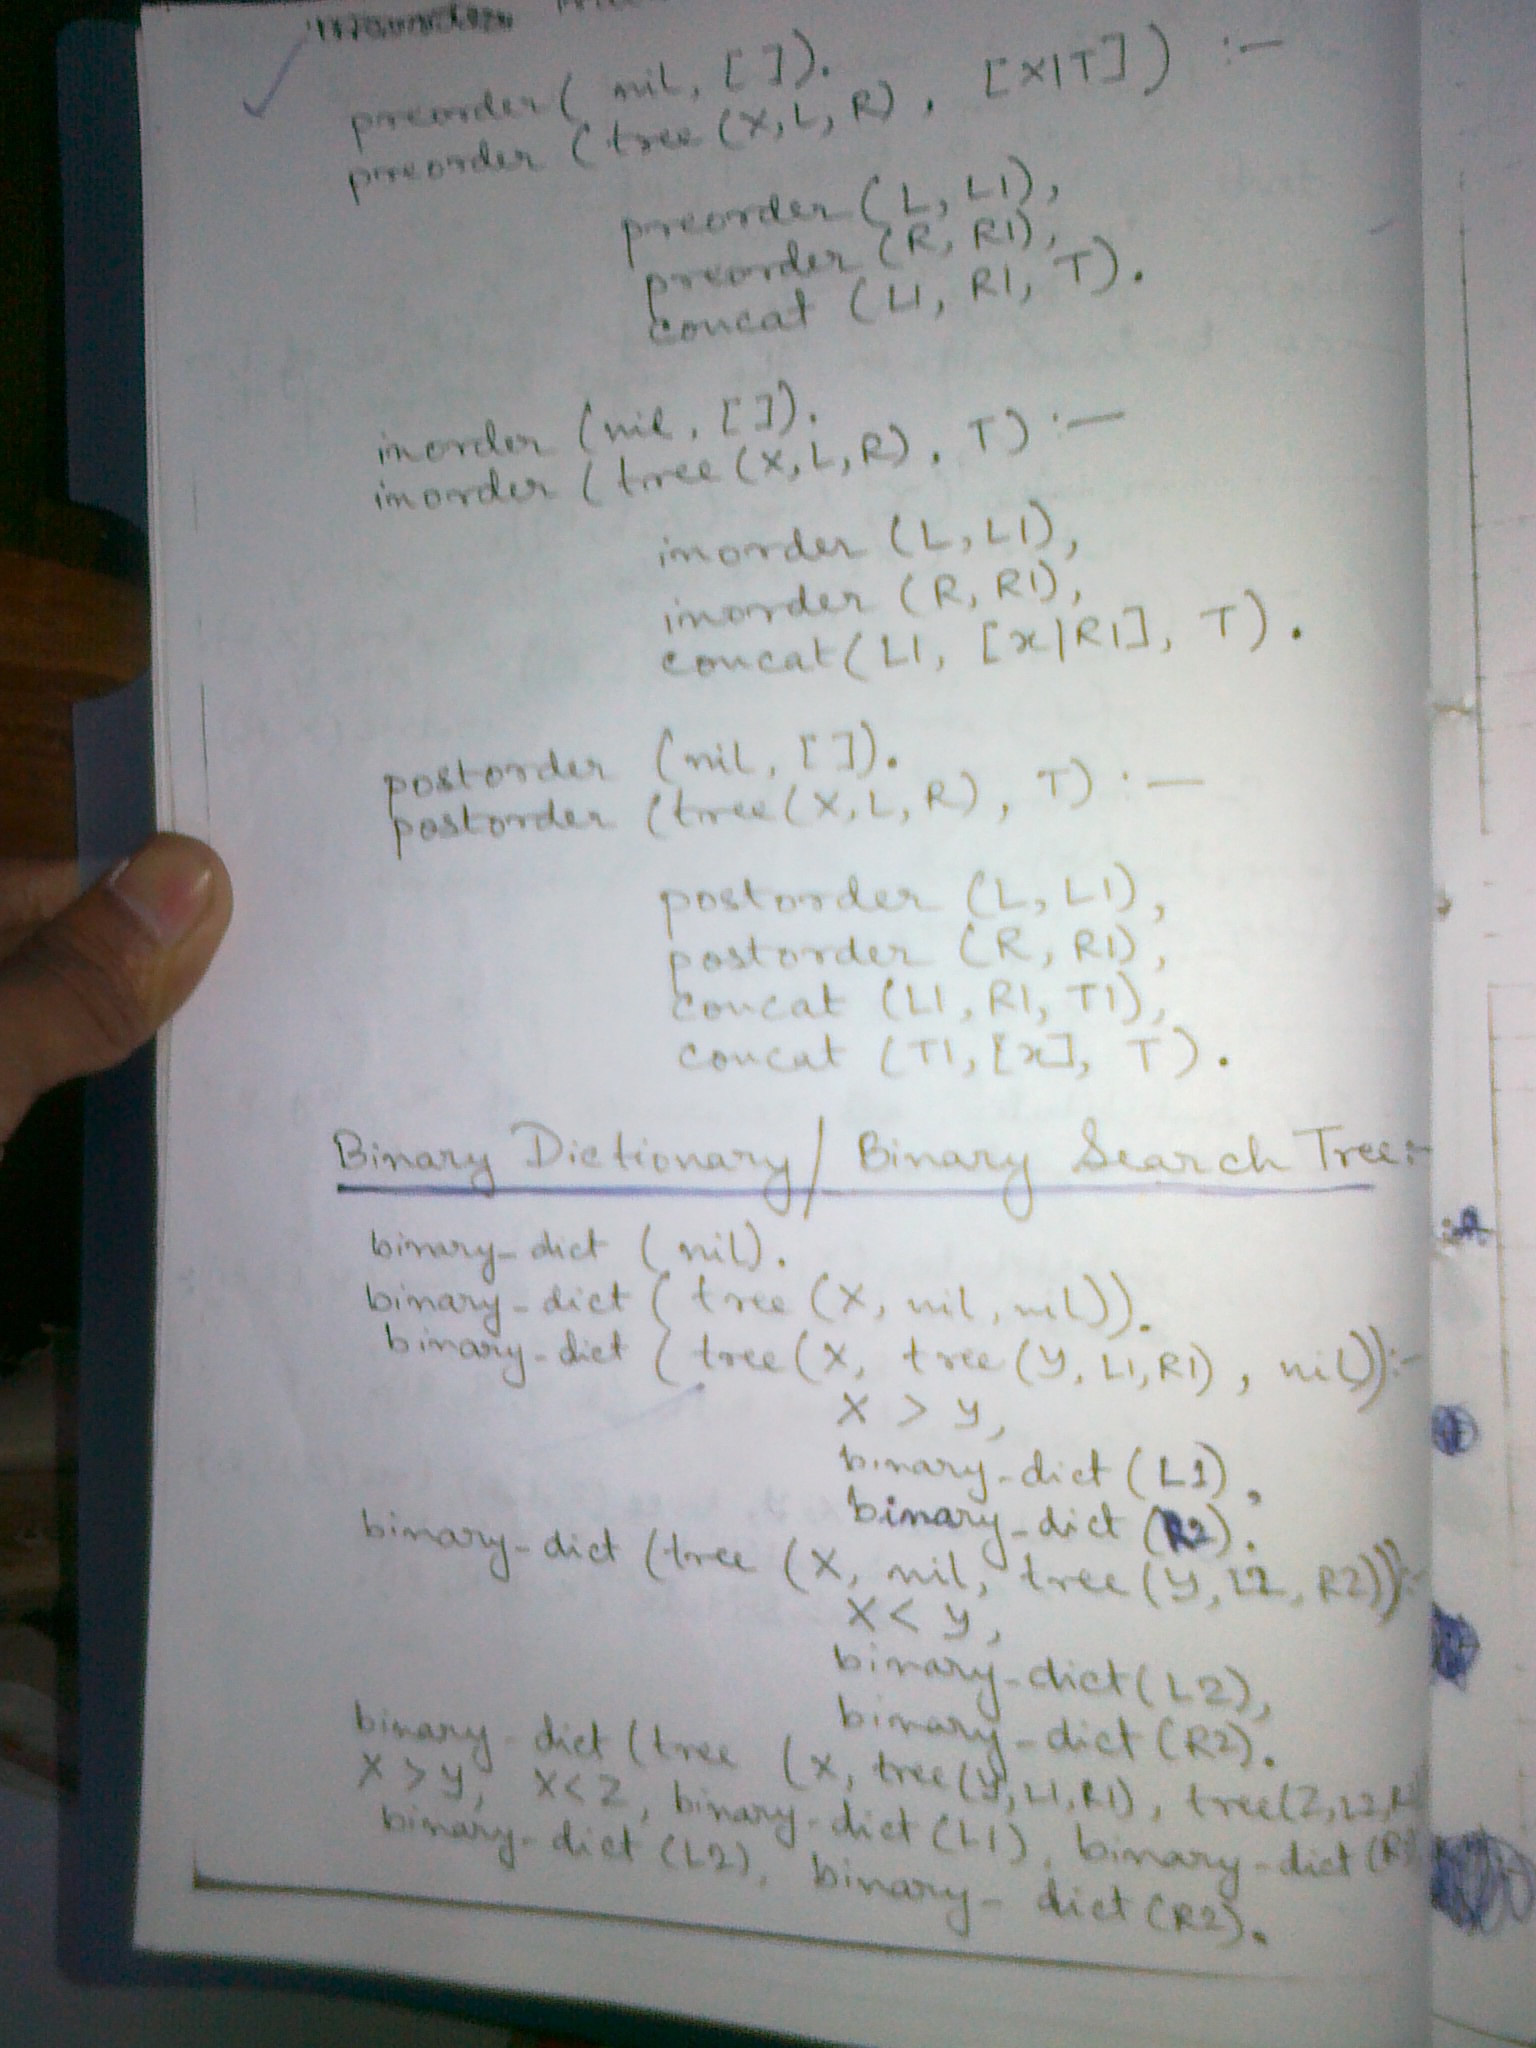 preorder( nil, [ ]).
preorder (tree (X, L, R), [X|T]) :-
preorder (L, L1),
preorder (R, R1),
concat (L1, R1, T).
inorder (nil, [ ]).
inorder (tree (X, L, R), T) :-
inorder (L, L1),
inorder (R, R1),
concat (L1, [x|R1], T).
postorder (nil, [ ]).
postorder (tree (X, L, R), T) :-
postorder (L, L1),
postorder (R, R1),
concat (L1, R1, T1),
concat (T1, [x], T).
Binary Dictionary / Binary Search Tree:-
binary-dict (nil).
binary-dict ( tree (X, nil, nil)).
binary-dict ( tree (X, tree (Y, L1, R1), nil)):-
X > Y,
binary-dict (L1),
binary-dict (R2).
binary-dict (tree (X, nil, tree (Y, L2, R2))):-
X < Y,
binary-dict (L2),
binary-dict (R2).
binary-dict (tree (X, tree (Y, L1, R1), tree(Z, L2,
X > Y, X < Z, binary-dict (L1), binary-dict (R1)
binary-dict (L2), binary-dict (R2).